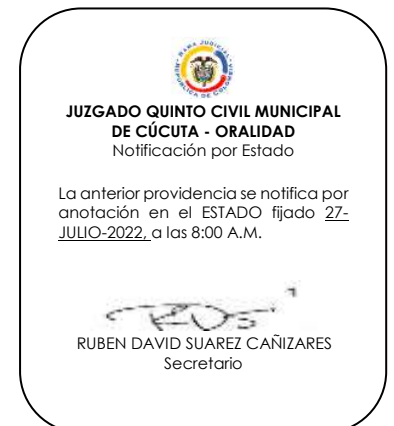 JUZGADO QUINTO CIVIL MUNICIPAL
DE CÚCUTA - ORALIDAD
Notificación por Estado
La anterior providencia se notifica por
anotación en el ESTADO fijado 27-
JULIO-2022, a las 8:00 A.M.
RUBEN DAVID SUAREZ CAÑIZARES
Secretario